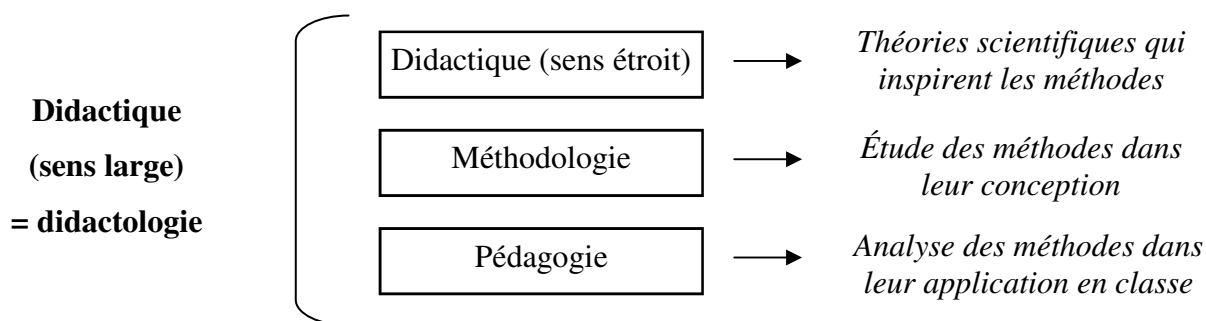 Didactique
(sens large)
= didactologie
Didactique (sens étroit)
Théories scientifiques qui
inspirent les méthodes
Méthodologie
Étude des méthodes dans
leur conception
Pédagogie
Analyse des méthodes dans
leur application en classe